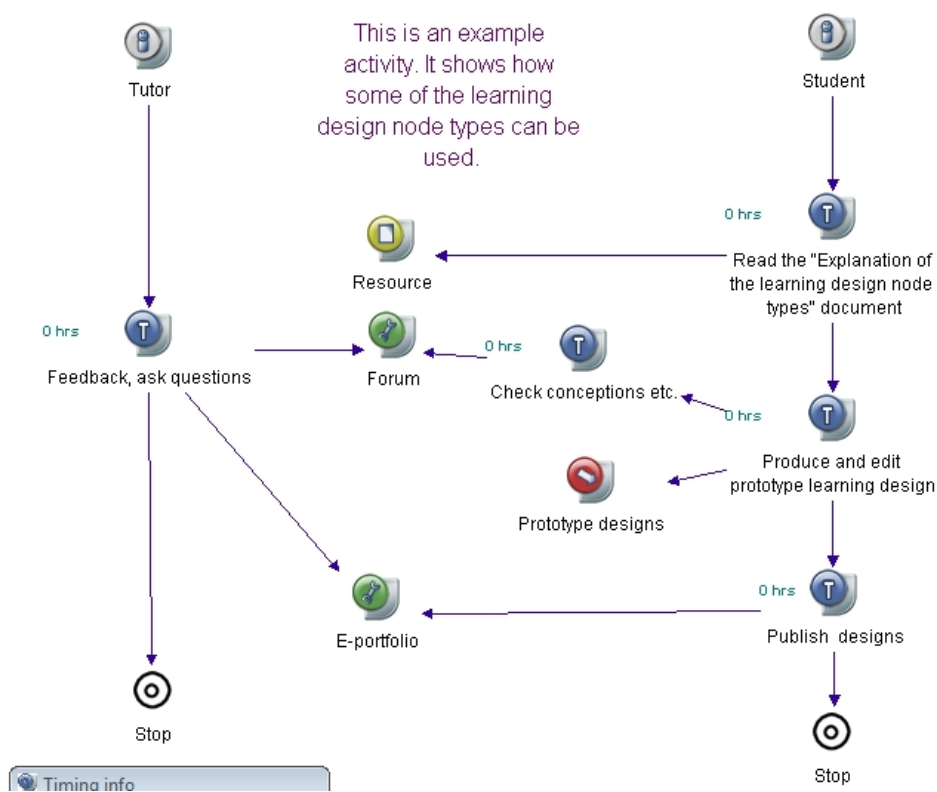 This is an example
activity. It shows how
some of the learning
design node types can be
used.
Tutor
Student
0 hrs
Read the "Explanation of
the learning design node
types" document
Resource
0 hrs
Feedback, ask questions
Forum
0 hrs
Check conceptions etc.
0 hrs
Produce and edit
prototype learning design
Prototype designs
0 hrs
Publish designs
E-portfolio
Stop
Stop
Timing info